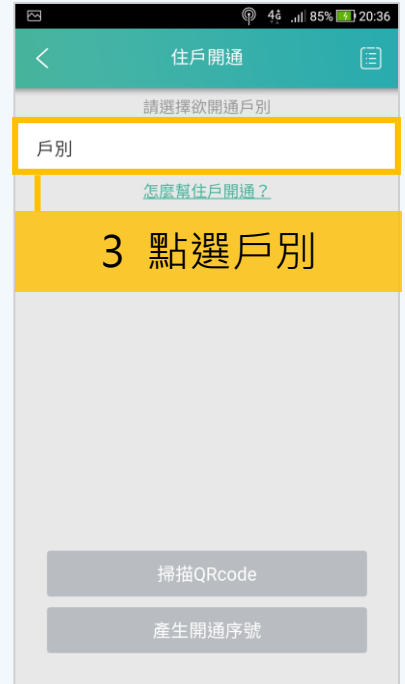 4G 85% 20:36
住戶開通
請選擇欲開通戶別
戶別
怎麼幫住戶開通？
3 點選戶別
掃描QRcode
產生開通序號